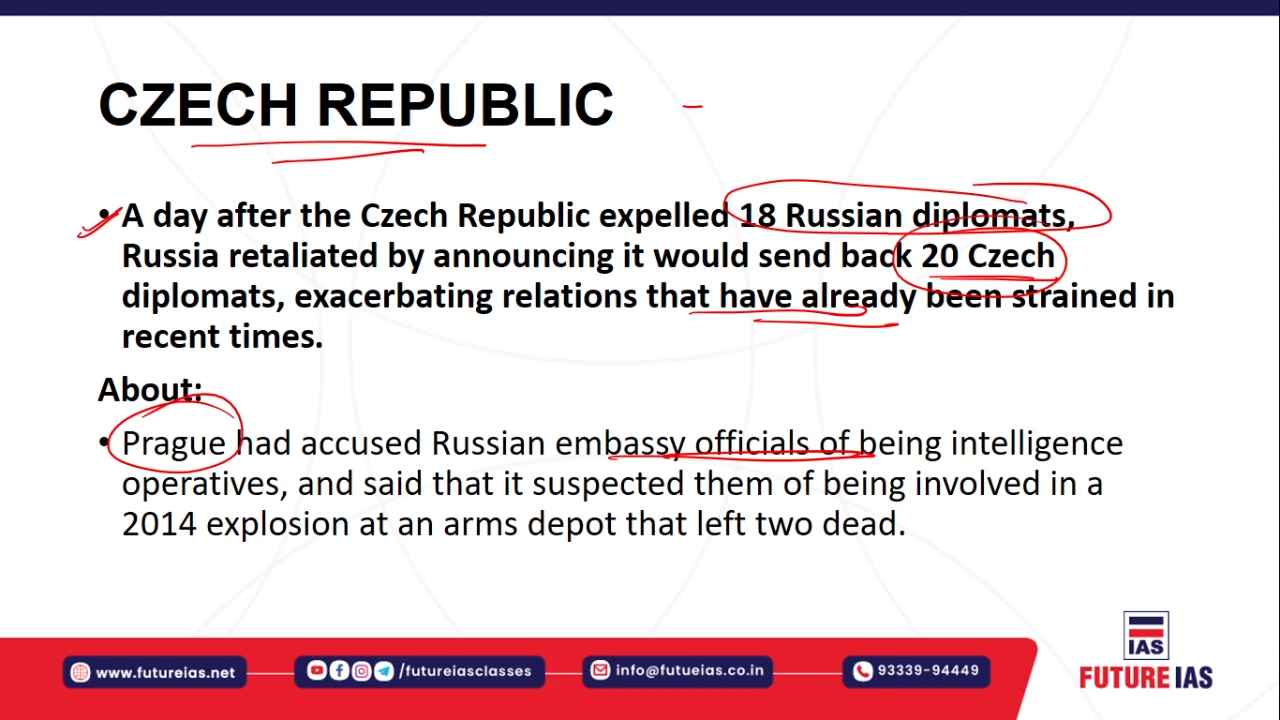 CZECH REPUBLIC
• A day after the Czech Republic expelled 18 Russian diplomats,
Russia retaliated by announcing it would send back 20 Czech
diplomats, exacerbating relations that have already been strained in
recent times.
About:
• Prague had accused Russian embassy officials of being intelligence
operatives, and said that it suspected them of being involved in a
2014 explosion at an arms depot that left two dead.
www.futureias.net
/futureiasclasses
info@futueias.co.in
93339-94449
IAS
FUTURE IAS